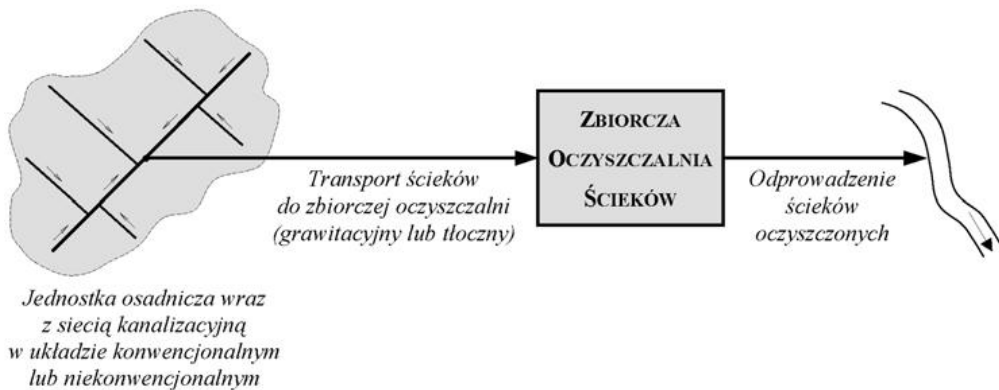 ZBIORCZA
OCZYSZCZALNIA
ŚCIEKÓW
Transport ścieków
do zbiorczej oczyszczalni
(grawitacyjny lub tłoczny)
Odprowadzenie
ścieków
oczyszczonych
Jednostka osadnicza wraz
z siecią kanalizacyjną
w układzie konwencjonalnym
lub niekonwencjonalnym